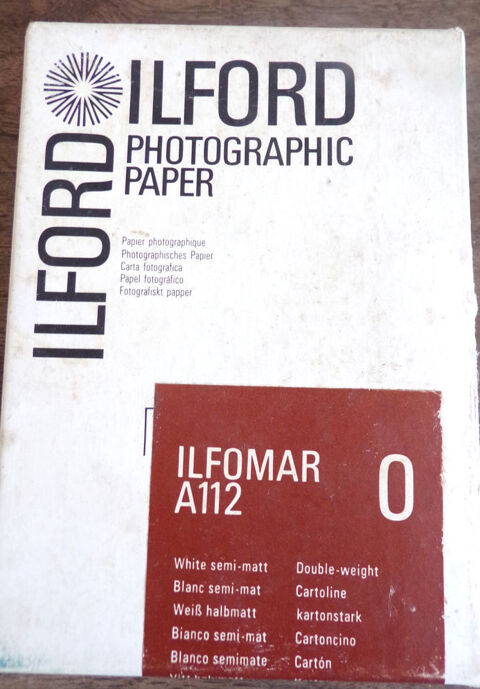 ILFORD
ILFORD
PHOTOGRAPHIC
PAPER
Papier photographique
Photographisches Papier
Carta fotografica
Papel fotográfico
Fotografiskt papper
ILFOMAR
A112
0
White semi-matt Double-weight
Blanc semi-mat Cartoline
Weiß halbmatt kartonstark
Bianco semi-mat Cartoncino
Blanco semimate Cartón